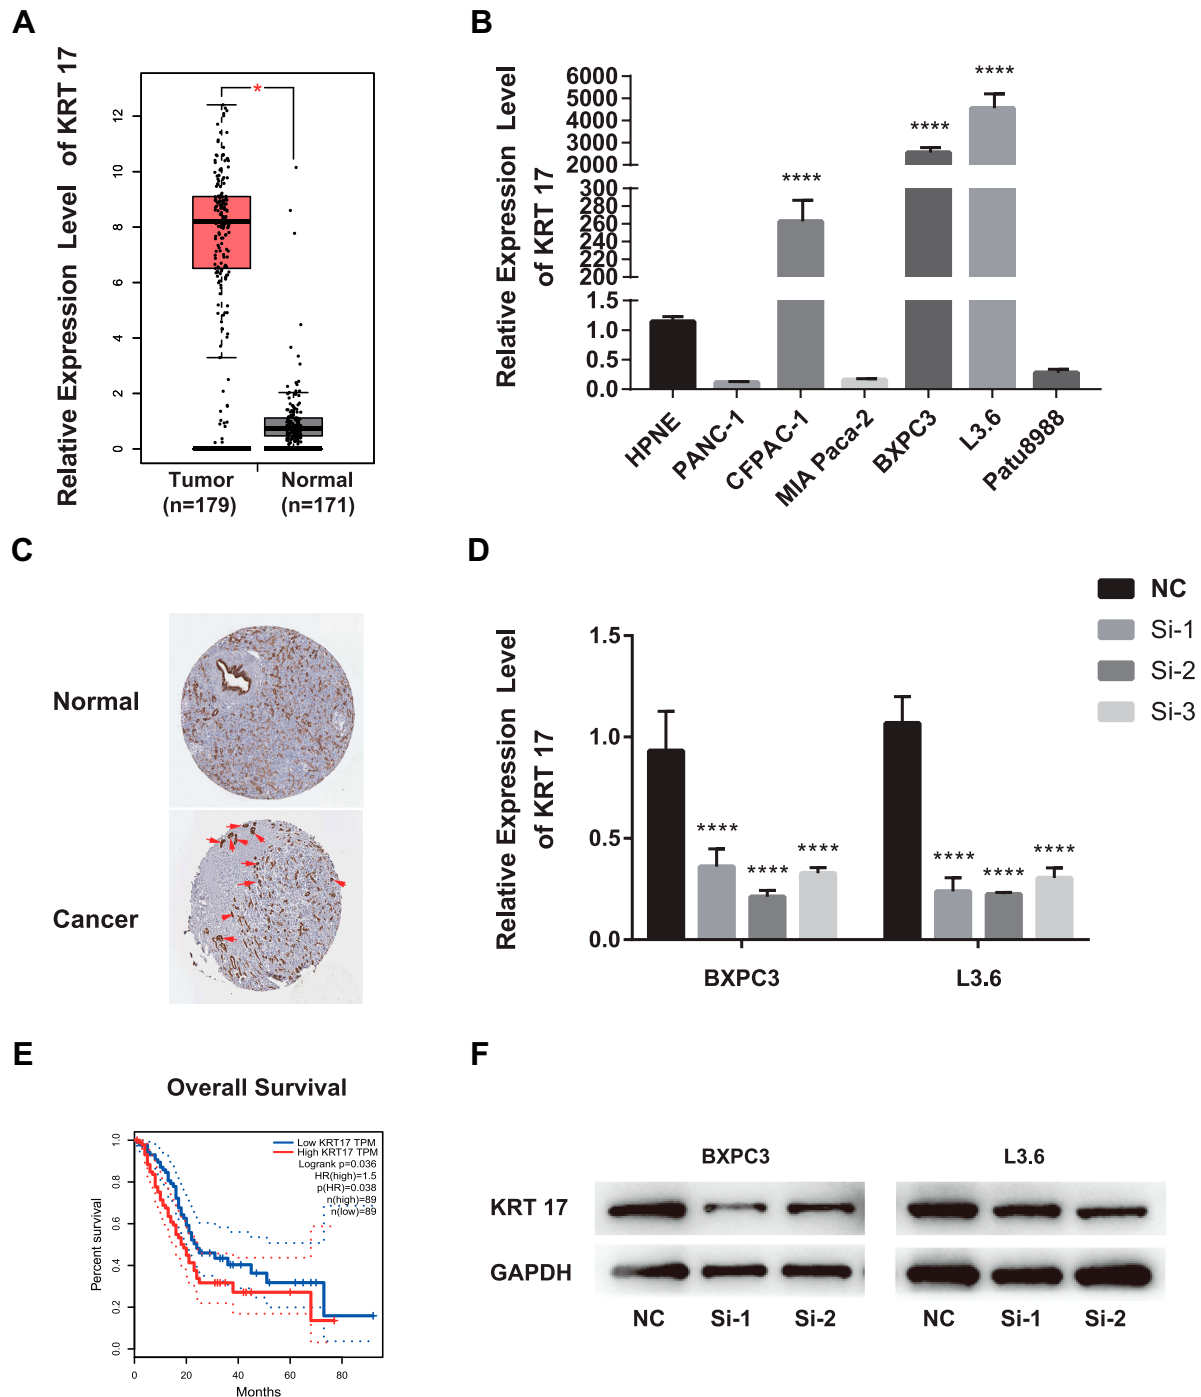 A
Relative Expression Level of KRT 17
12
10
8
6
4
2
0
*
Tumor
(n=179)
Normal
(n=171)
B
Relative Expression Level
of KRT 17
6000
5000
4000
3000
2000
300
280
260
240
220
200
1.5
1.0
0.5
0.0
****
****
****
HPNE
PANC-1
CFPAC-1
MIA Paca-2
BXPC3
L3.6
Patu8988
C
Normal
Cancer
D
Relative Expression Level
of KRT 17
1.5
1.0
0.5
0.0
****
****
****
****
****
****
BXPC3
L3.6
NC
Si-1
Si-2
Si-3
E
Overall Survival
Percent survival
1.0
0.8
0.6
0.4
0.2
0.0
Low KRT17 TPM
High KRT17 TPM
Logrank p=0.036
HR(high)=1.5
p(HR)=0.038
n(high)=89
n(low)=89
0
20
40
60
80
Months
F
BXPC3
L3.6
KRT 17
GAPDH
NC
Si-1
Si-2
NC
Si-1
Si-2